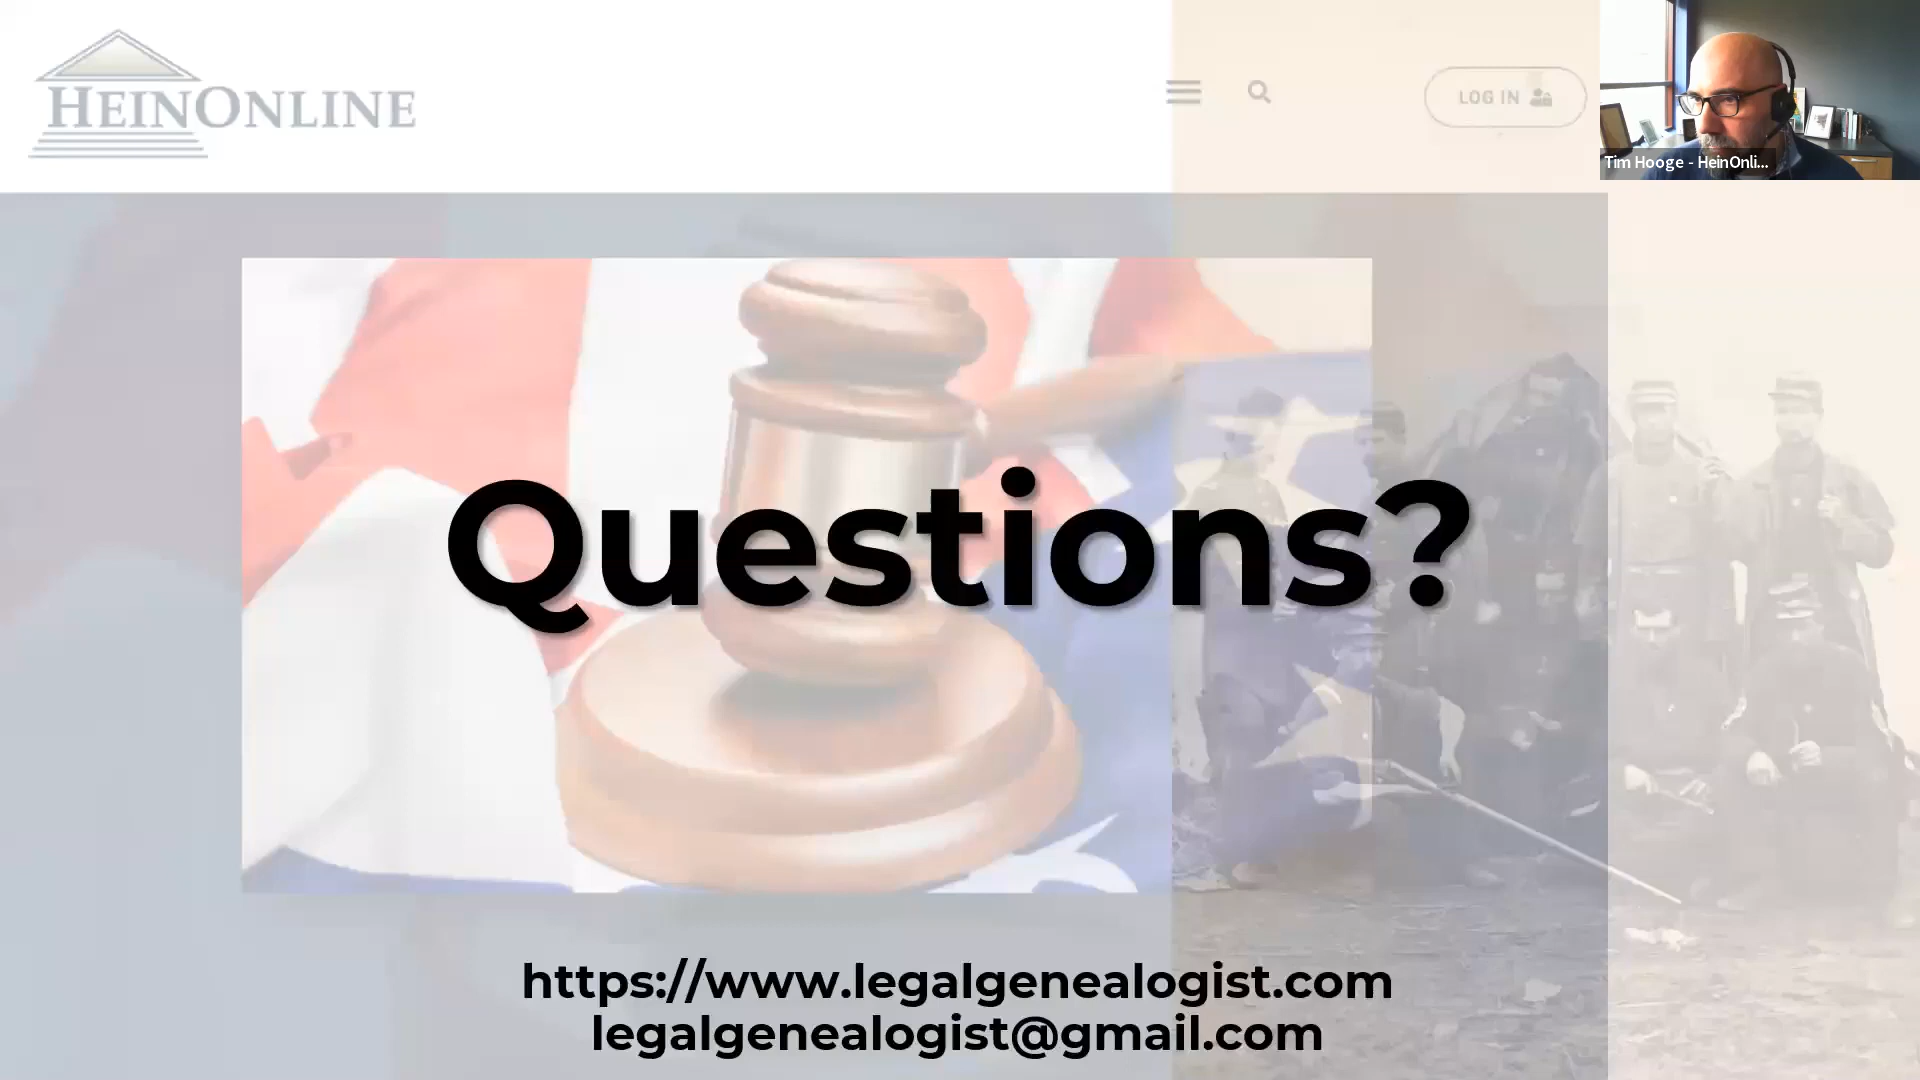 HEINONLINE
LOG IN
Tim Hooge - HeinOnli...
Questions?
https://www.legalgenealogist.com
legalgenealogist@gmail.com